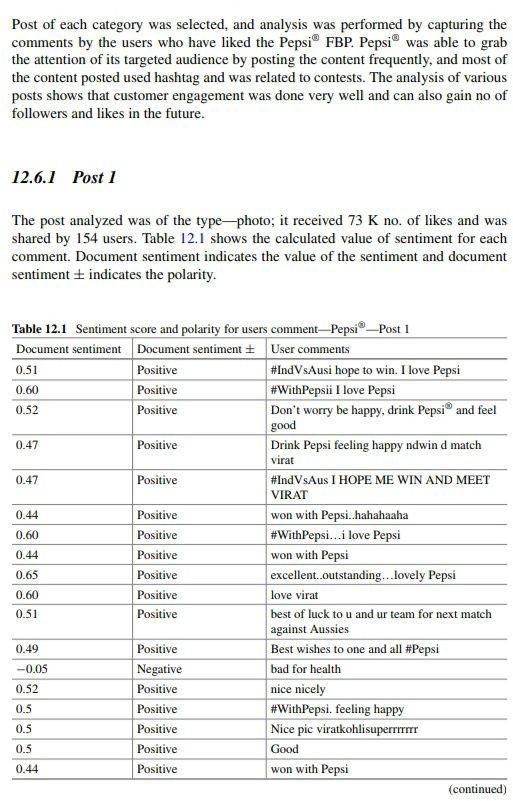 Post of each category was selected, and analysis was performed by capturing the
comments by the users who have liked the Pepsi® FBP. Pepsi® was able to grab
the attention of its targeted audience by posting the content frequently, and most of
the content posted used hashtag and was related to contests. The analysis of various
posts shows that customer engagement was done very well and can also gain no of
followers and likes in the future.
12.6.1 Post 1
The post analyzed was of the type—photo; it received 73 K no. of likes and was
shared by 154 users. Table 12.1 shows the calculated value of sentiment for each
comment. Document sentiment indicates the value of the sentiment and document
sentiment ± indicates the polarity.
Table 12.1 Sentiment score and polarity for users comment—Pepsi®—Post 1
Document sentiment Document sentiment ± User comments
0.51 Positive #IndVsAusi hope to win. I love Pepsi
0.60 Positive #WithPepsii I love Pepsi
0.52 Positive Don't worry be happy, drink Pepsi® and feel
good
0.47 Positive Drink Pepsi feeling happy ndwin d match
virat
0.47 Positive #IndVsAus I HOPE ME WIN AND MEET
VIRAT
0.44 Positive won with Pepsi..hahahaaha
0.60 Positive #WithPepsi…i love Pepsi
0.44 Positive won with Pepsi
0.65 Positive excellent..outstanding…lovely Pepsi
0.60 Positive love virat
0.51 Positive best of luck to u and ur team for next match
against Aussies
0.49 Positive Best wishes to one and all #Pepsi
−0.05 Negative bad for health
0.52 Positive nice nicely
0.5 Positive #WithPepsi. feeling happy
0.5 Positive Nice pic viratkohlisuperrrrrrr
0.5 Positive Good
0.44 Positive won with Pepsi
(continued)